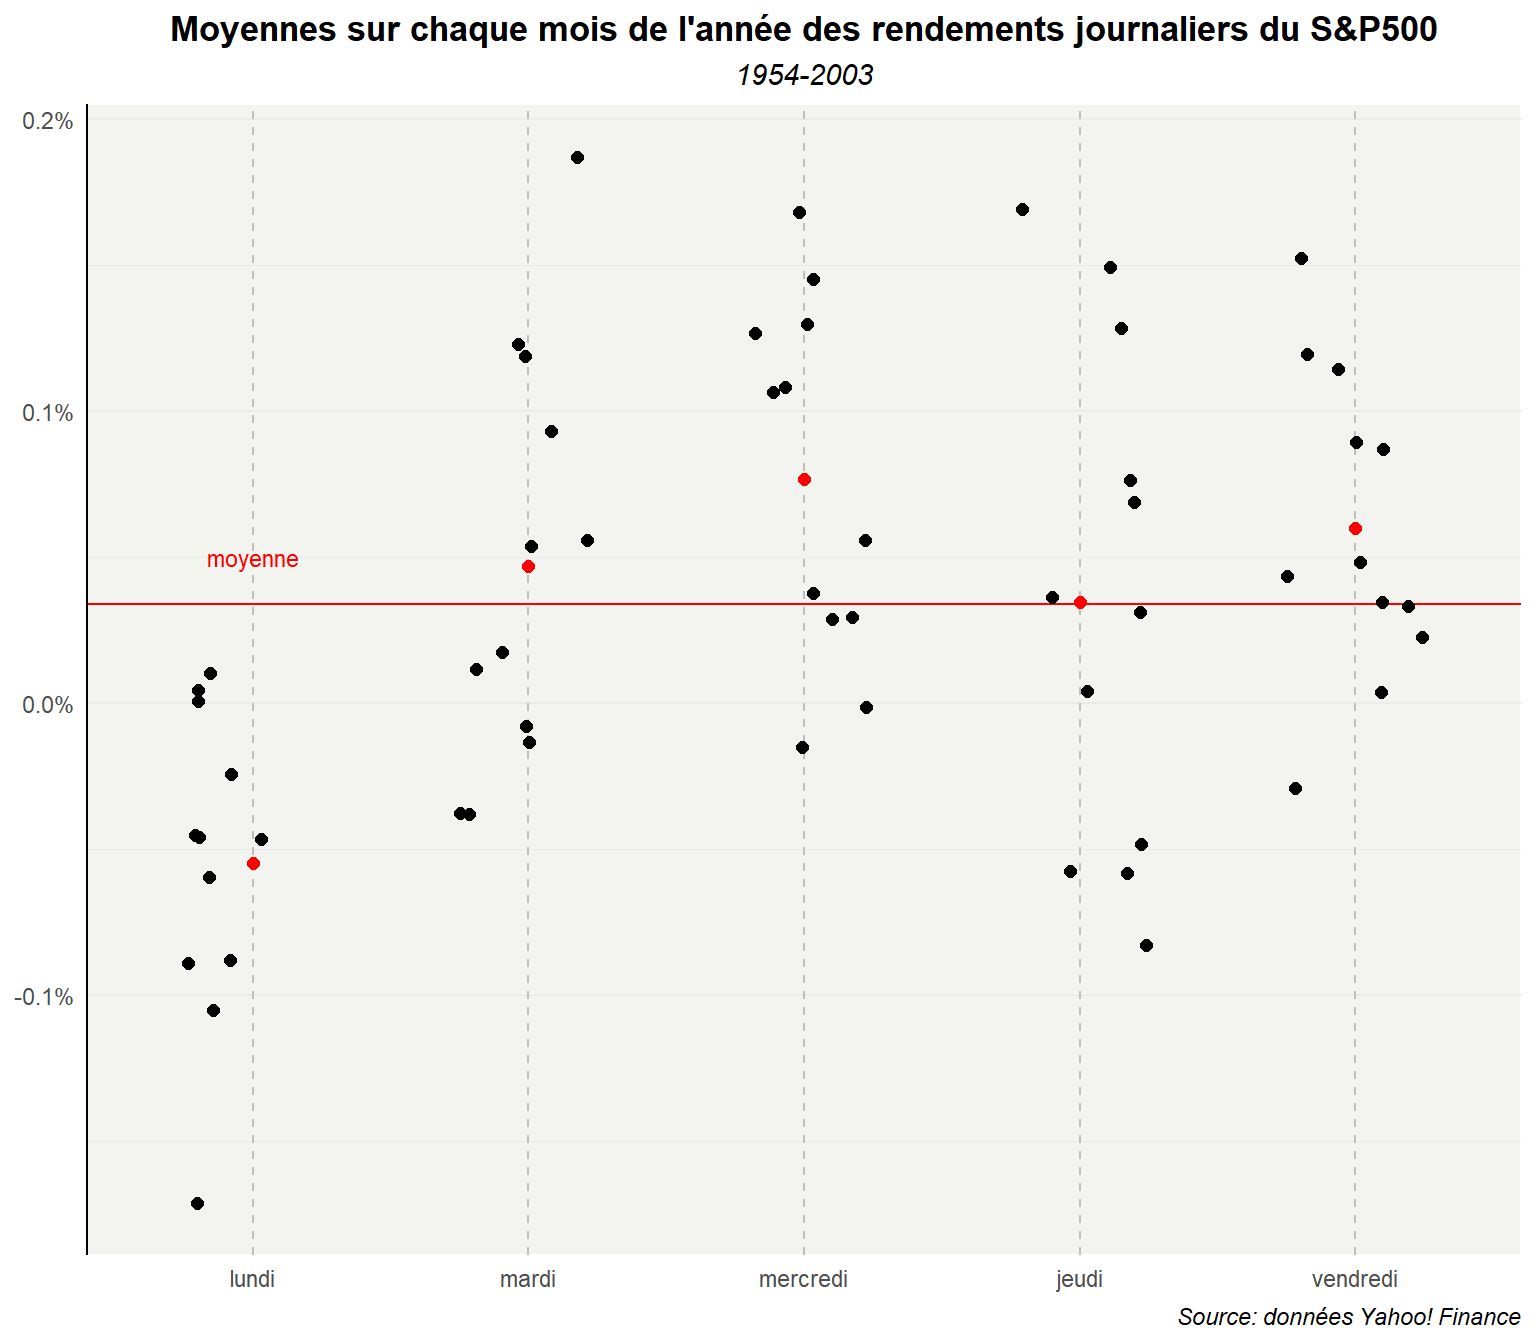 Moyennes sur chaque mois de l'année des rendements journaliers du S&P500
1954-2003
0.2%
0.1%
moyenne
0.0%
-0.1%
lundi mardi mercredi jeudi vendredi
Source: données Yahoo! Finance